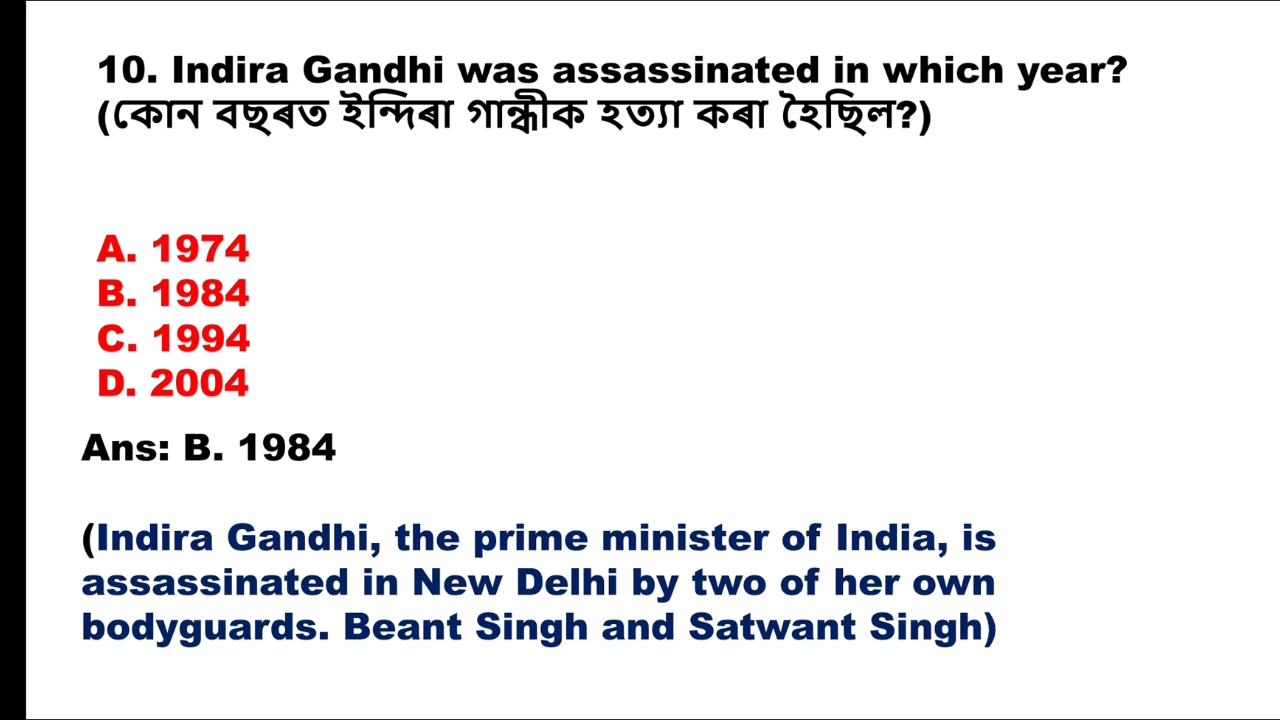 10. Indira Gandhi was assassinated in which year?
(কোন বছৰত ইন্দিৰা গান্ধীক হত্যা কৰা হৈছিল?)
A. 1974
B. 1984
C. 1994
D. 2004
Ans: B. 1984
(Indira Gandhi, the prime minister of India, is
assassinated in New Delhi by two of her own
bodyguards. Beant Singh and Satwant Singh)